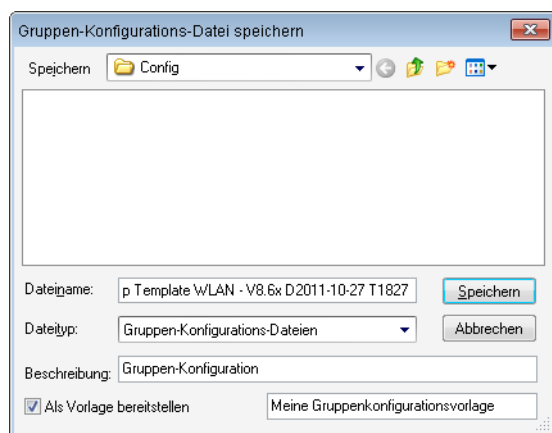 Gruppen-Konfigurations-Datei speichern
Speichern Config
Dateiname: p Template WLAN - V8.6x D2011-10-27 T1827 Speichern
Dateityp: Gruppen-Konfigurations-Dateien Abbrechen
Beschreibung: Gruppen-Konfiguration
Als Vorlage bereitstellen Meine Gruppenkonfigurationsvorlage